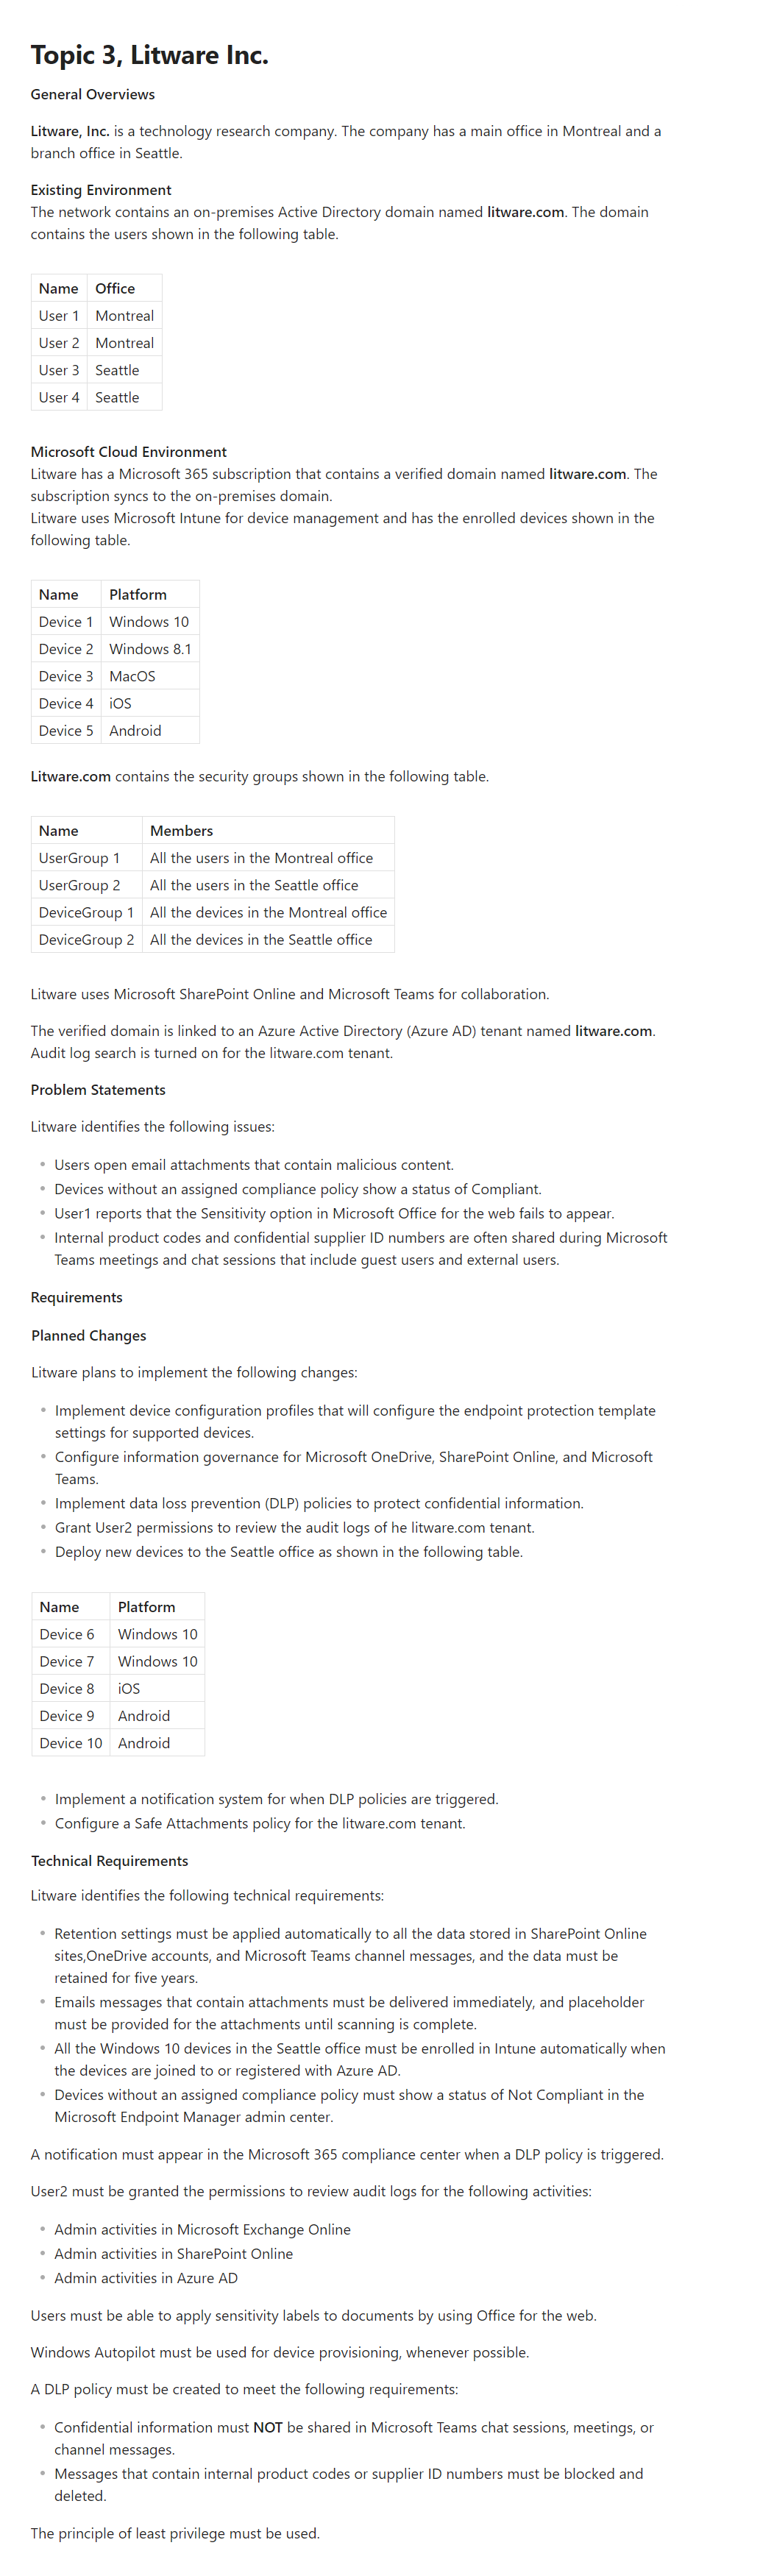 Topic 3, Litware Inc.
General Overviews
Litware, Inc. is a technology research company. The company has a main office in Montreal and a
branch office in Seattle.
Existing Environment
The network contains an on-premises Active Directory domain named litware.com. The domain
contains the users shown in the following table.
Name Office
User 1 Montreal
User 2 Montreal
User 3 Seattle
User 4 Seattle
Microsoft Cloud Environment
Litware has a Microsoft 365 subscription that contains a verified domain named litware.com. The
subscription syncs to the on-premises domain.
Litware uses Microsoft Intune for device management and has the enrolled devices shown in the
following table.
Name Platform
Device 1 Windows 10
Device 2 Windows 8.1
Device 3 MacOS
Device 4 iOS
Device 5 Android
Litware.com contains the security groups shown in the following table.
Name Members
UserGroup 1 All the users in the Montreal office
UserGroup 2 All the users in the Seattle office
DeviceGroup 1 All the devices in the Montreal office
DeviceGroup 2 All the devices in the Seattle office
Litware uses Microsoft SharePoint Online and Microsoft Teams for collaboration.
The verified domain is linked to an Azure Active Directory (Azure AD) tenant named litware.com.
Audit log search is turned on for the litware.com tenant.
Problem Statements
Litware identifies the following issues:
• Users open email attachments that contain malicious content.
• Devices without an assigned compliance policy show a status of Compliant.
• User1 reports that the Sensitivity option in Microsoft Office for the web fails to appear.
• Internal product codes and confidential supplier ID numbers are often shared during Microsoft
Teams meetings and chat sessions that include guest users and external users.
Requirements
Planned Changes
Litware plans to implement the following changes:
• Implement device configuration profiles that will configure the endpoint protection template
settings for supported devices.
• Configure information governance for Microsoft OneDrive, SharePoint Online, and Microsoft
Teams.
• Implement data loss prevention (DLP) policies to protect confidential information.
• Grant User2 permissions to review the audit logs of he litware.com tenant.
• Deploy new devices to the Seattle office as shown in the following table.
Name Platform
Device 6 Windows 10
Device 7 Windows 10
Device 8 iOS
Device 9 Android
Device 10 Android
• Implement a notification system for when DLP policies are triggered.
• Configure a Safe Attachments policy for the litware.com tenant.
Technical Requirements
Litware identifies the following technical requirements:
• Retention settings must be applied automatically to all the data stored in SharePoint Online
sites,OneDrive accounts, and Microsoft Teams channel messages, and the data must be
retained for five years.
• Emails messages that contain attachments must be delivered immediately, and placeholder
must be provided for the attachments until scanning is complete.
• All the Windows 10 devices in the Seattle office must be enrolled in Intune automatically when
the devices are joined to or registered with Azure AD.
• Devices without an assigned compliance policy must show a status of Not Compliant in the
Microsoft Endpoint Manager admin center.
A notification must appear in the Microsoft 365 compliance center when a DLP policy is triggered.
User2 must be granted the permissions to review audit logs for the following activities:
• Admin activities in Microsoft Exchange Online
• Admin activities in SharePoint Online
• Admin activities in Azure AD
Users must be able to apply sensitivity labels to documents by using Office for the web.
Windows Autopilot must be used for device provisioning, whenever possible.
A DLP policy must be created to meet the following requirements:
• Confidential information must NOT be shared in Microsoft Teams chat sessions, meetings, or
channel messages.
• Messages that contain internal product codes or supplier ID numbers must be blocked and
deleted.
The principle of least privilege must be used.